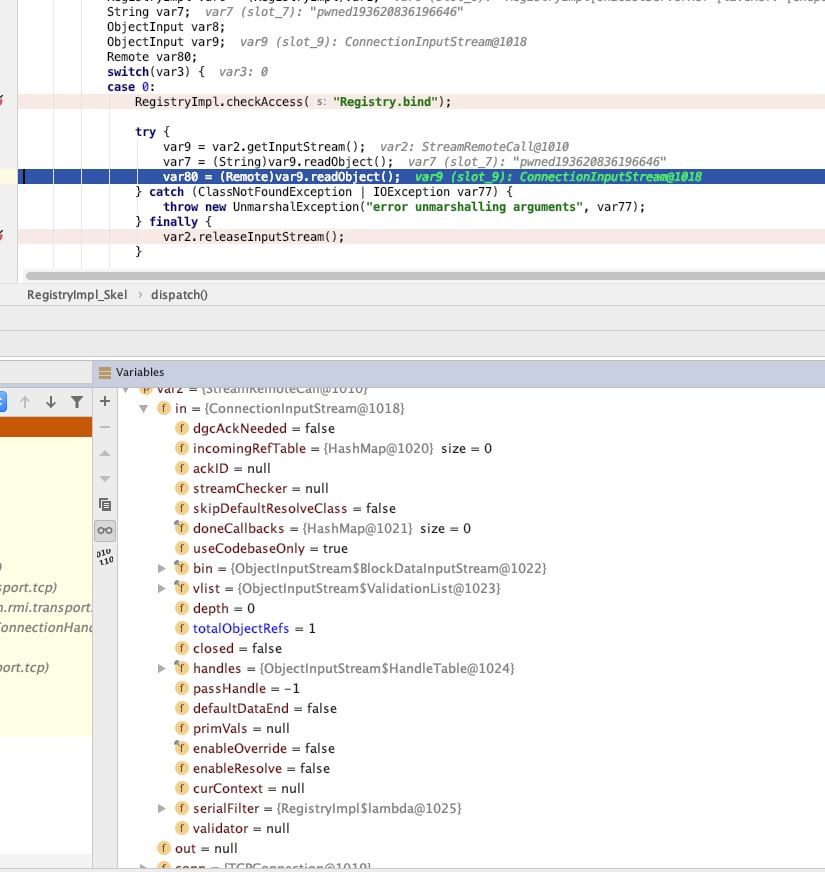 String var7;  var7 (slot_7): "pwned193620836196646"
ObjectInput var8;
ObjectInput var9;  var9 (slot_9): ConnectionInputStream@1018
Remote var80;
switch(var3) {  var3: 0
case 0:
RegistryImpl.checkAccess( s: "Registry.bind");
try {
var9 = var2.getInputStream();  var2: StreamRemoteCall@1010
var7 = (String)var9.readObject();  var7 (slot_7): "pwned193620836196646"
var80 = (Remote)var9.readObject();  var9 (slot_9): ConnectionInputStream@1018
} catch (ClassNotFoundException | IOException var77) {
throw new UnmarshalException("error unmarshalling arguments", var77);
} finally {
var2.releaseInputStream();
}
RegistryImpl_Skel › dispatch()
Variables
var2 = {StreamRemoteCall@1010}
in = {ConnectionInputStream@1018}
dgcAckNeeded = false
incomingRefTable = {HashMap@1020} size = 0
ackID = null
streamChecker = null
skipDefaultResolveClass = false
doneCallbacks = {HashMap@1021} size = 0
useCodebaseOnly = true
bin = {ObjectInputStream$BlockDataInputStream@1022}
port.tcp)
vlist = {ObjectInputStream$ValidationList@1023}
n.rmi.transport.
depth = 0
onnectionHand
totalObjectRefs = 1
closed = false
port.tcp)
handles = {ObjectInputStream$HandleTable@1024}
passHandle = -1
defaultDataEnd = false
primVals = null
enableOverride = false
enableResolve = false
curContext = null
serialFilter = {RegistryImpl$lambda@1025}
validator = null
out = null
conn = {TCPConnection@1019}